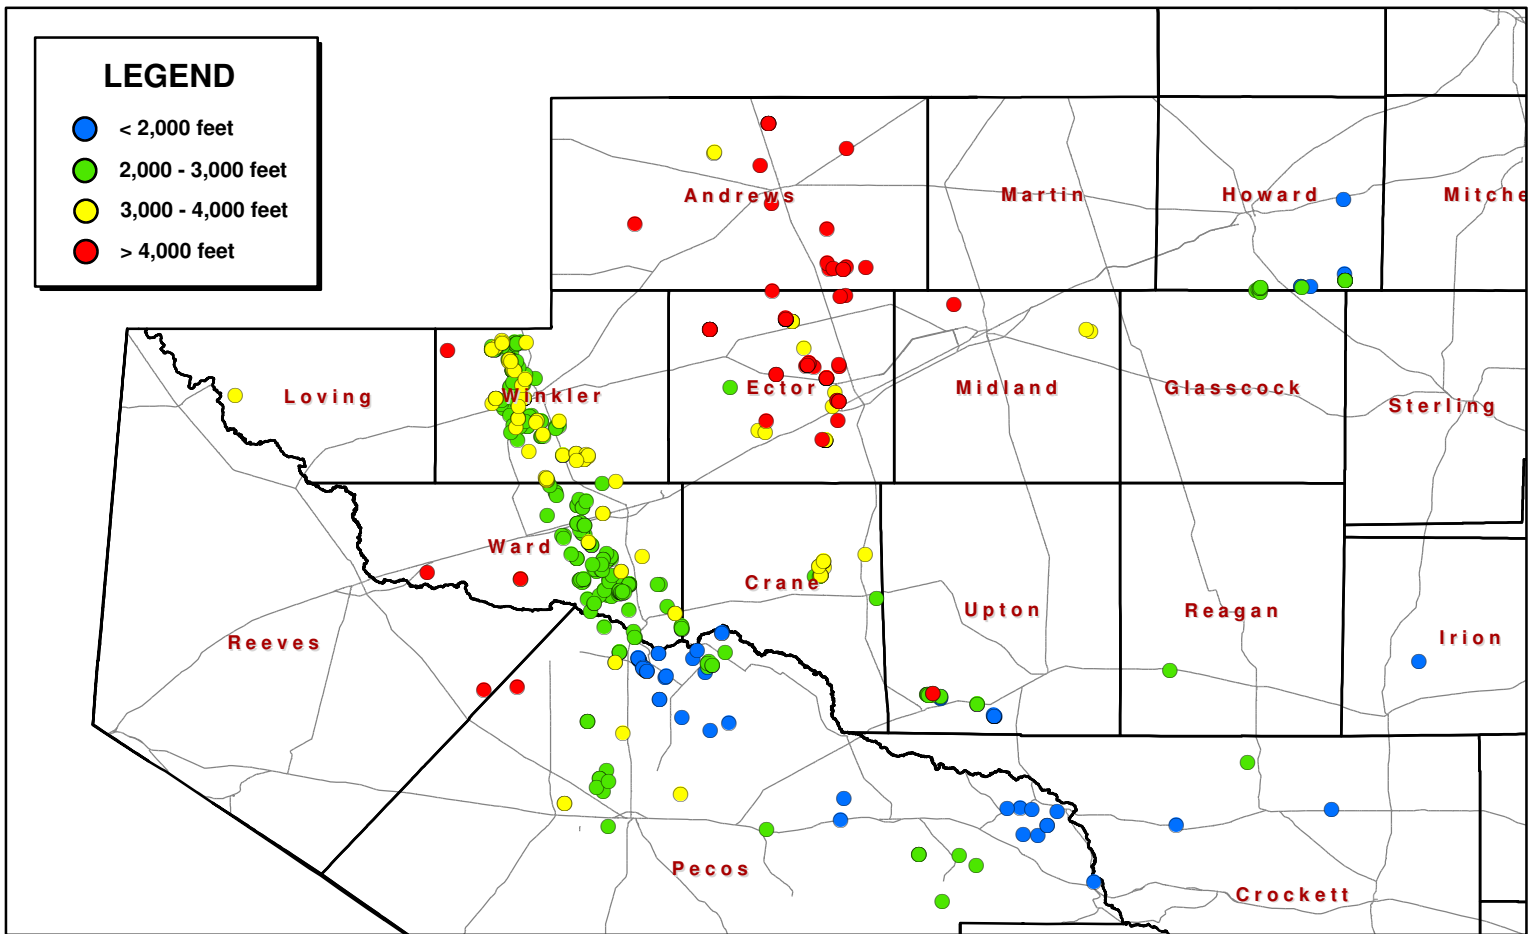 LEGEND
< 2,000 feet
2,000 - 3,000 feet
3,000 - 4,000 feet
> 4,000 feet
Andrews
Martin
Howard
Mitche
Loving
Winkler
Ector
Midland
Glasscock
Sterling
Ward
Crane
Upton
Reagan
Irion
Reeves
Pecos
Crockett